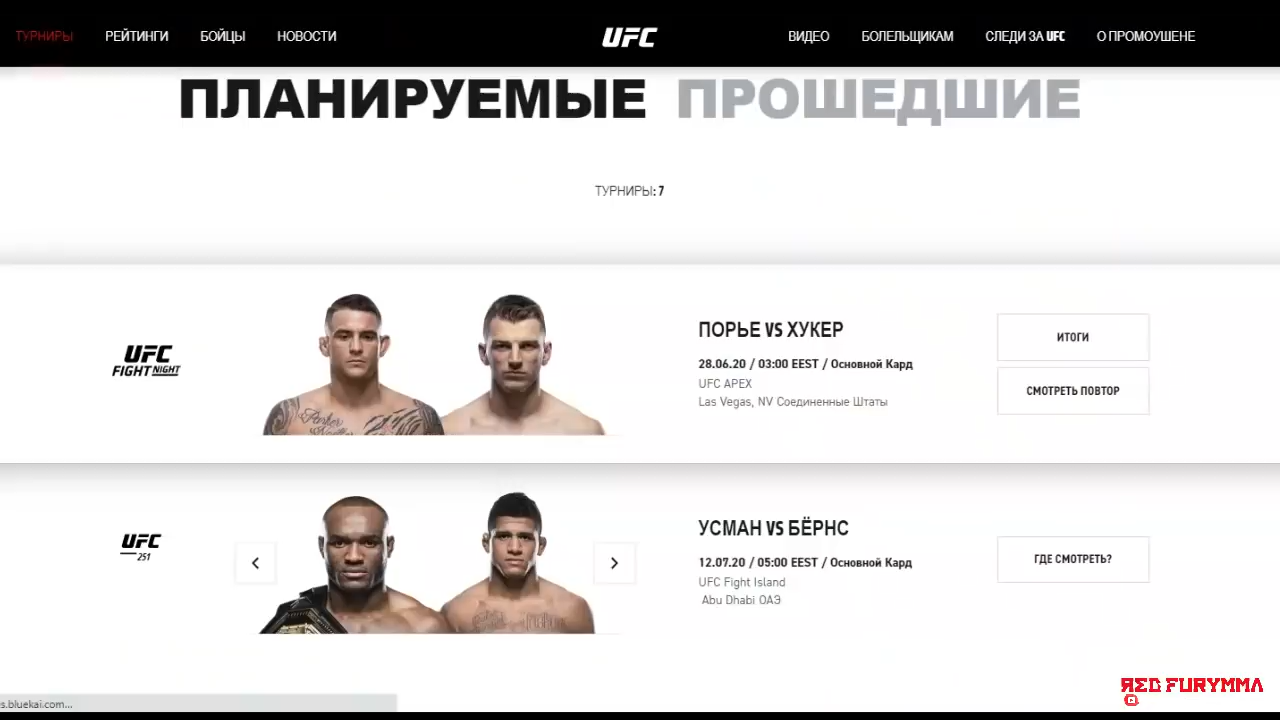 ТУРНИРЫ РЕЙТИНГИ БОЙЦЫ НОВОСТИ UFC ВИДЕО БОЛЕЛЬЩИКАМ СЛЕДИ ЗА UFC О ПРОМОУШЕНЕ
ПЛАНИРУЕМЫЕ ПРОШЕДШИЕ
ТУРНИРЫ: 7
UFC
FIGHT NIGHT
ПОРЬЕ VS ХУКЕР
28.06.20 / 03:00 EEST / Основной Кард
UFC APEX
Las Vegas, NV Соединенные Штаты
ИТОГИ
СМОТРЕТЬ ПОВТОР
UFC
251
УСМАН VS БЁРНС
12.07.20 / 05:00 EEST / Основной Кард
UFC Fight Island
Abu Dhabi ОАЭ
ГДЕ СМОТРЕТЬ?
s.bluekai.com...
ЯED FURYMMA